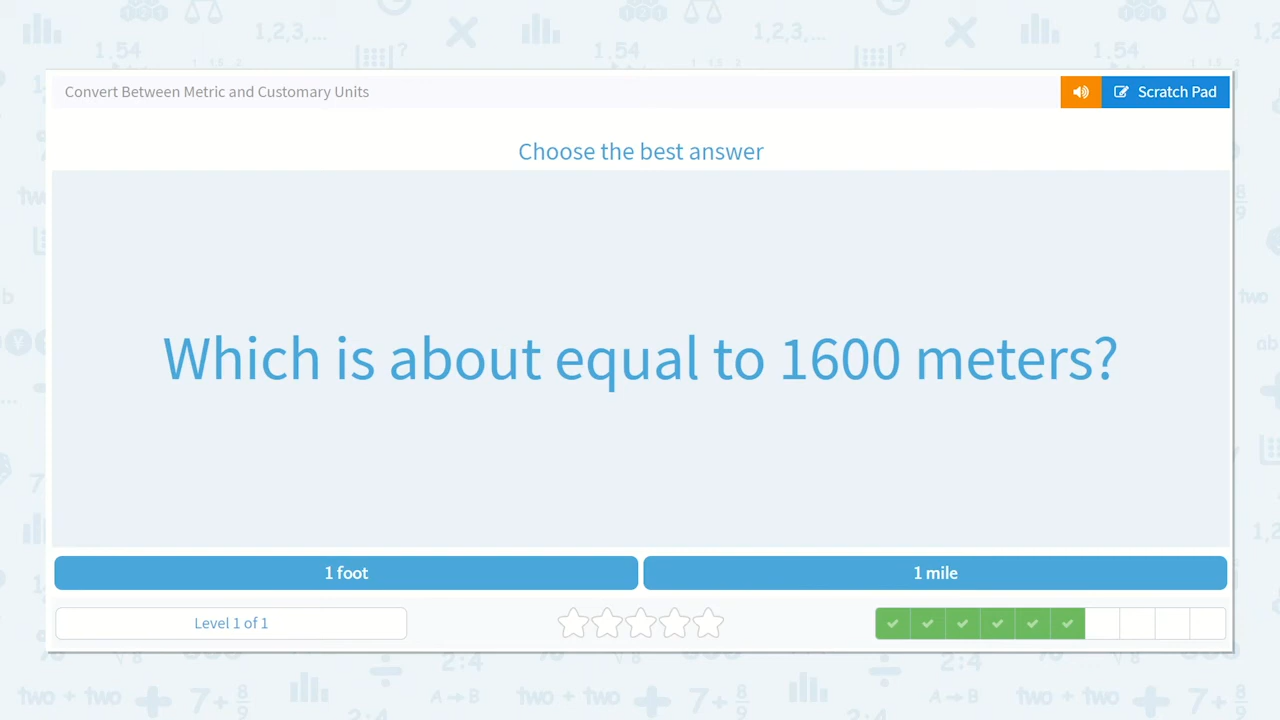 Convert Between Metric and Customary Units
Scratch Pad
Choose the best answer
Which is about equal to 1600 meters?
1 foot
1 mile
Level 1 of 1